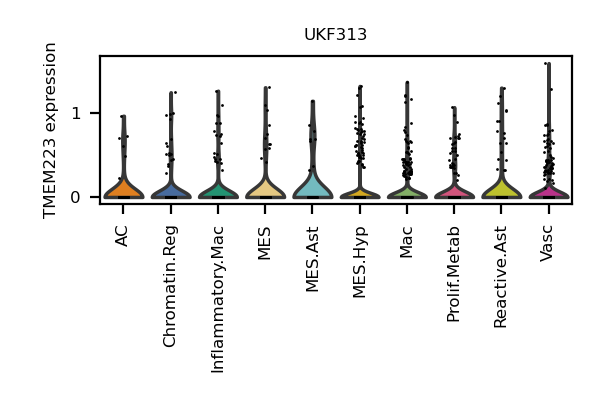 UKF313
TMEM223 expression
1
0
AC
Chromatin.Reg
Inflammatory.Mac
MES
MES.Ast
MES.Hyp
Mac
Prolif.Metab
Reactive.Ast
Vasc